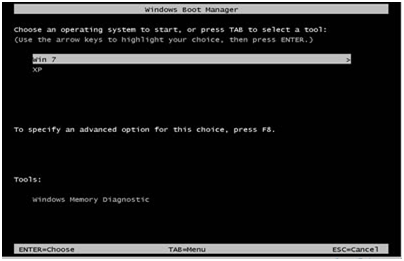 Windows Boot Manager
Choose an operating system to start, or press TAB to select a tool:
(Use the arrow keys to highlight your choice, then press ENTER.)
Win 7 >
XP
To specify an advanced option for this choice, press F8.
Tools:
Windows Memory Diagnostic
ENTER=Choose TAB=Menu ESC=Cancel